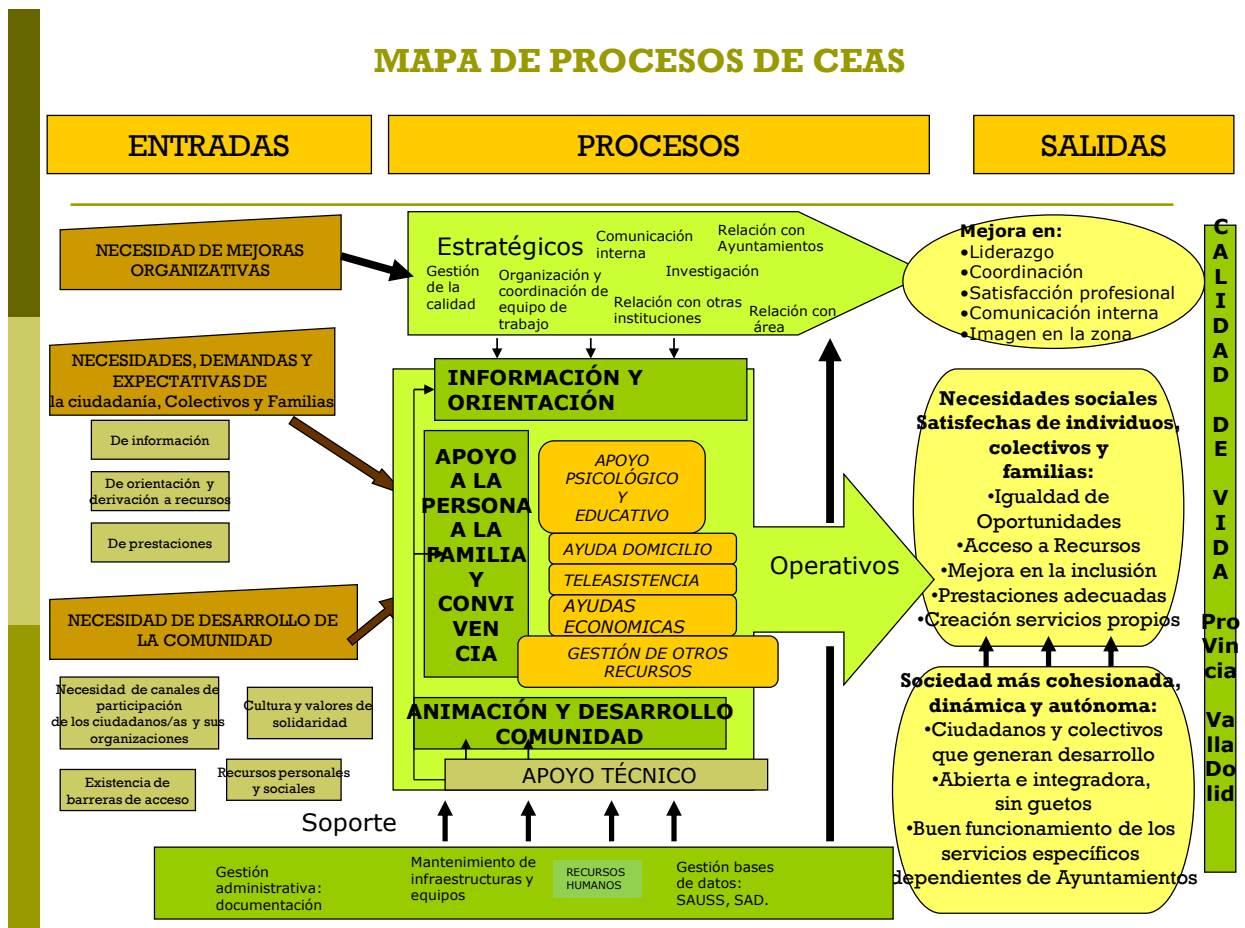 MAPA DE PROCESOS DE CEAS
ENTRADAS
PROCESOS
SALIDAS
NECESIDAD DE MEJORAS
ORGANIZATIVAS
NECESIDADES, DEMANDAS Y
EXPECTATIVAS DE
la ciudadanía, Colectivos y Familias
De información
De orientación y
derivación a recursos
De prestaciones
NECESIDAD DE DESARROLLO DE
LA COMUNIDAD
Necesidad de canales de
participación
de los ciudadanos/as y sus
organizaciones
Cultura y valores de
solidaridad
Existencia de
barreras de acceso
Recursos personales
y sociales
Estratégicos
Gestión
de la
calidad
Organización y
coordinación de
equipo de
trabajo
Comunicación
interna
Relación con otras
instituciones
Investigación
Relación con
Ayuntamientos
Relación con
área
INFORMACIÓN Y
ORIENTACIÓN
APOYO
A LA
PERSONA
A LA
FAMILIA
Y
CONVI
VEN
CIA
APOYO
PSICOLÓGICO
Y
EDUCATIVO
AYUDA DOMICILIO
TELEASISTENCIA
AYUDAS
ECONOMICAS
GESTIÓN DE OTROS
RECURSOS
ANIMACIÓN Y DESARROLLO
COMUNIDAD
APOYO TÉCNICO
Operativos
Soporte
Gestión
administrativa:
documentación
Mantenimiento de
infraestructuras y
equipos
RECURSOS
HUMANOS
Gestión bases
de datos:
SAUSS, SAD.
Mejora en:
•Liderazgo
•Coordinación
•Satisfacción profesional
•Comunicación interna
•Imagen en la zona
Necesidades sociales
Satisfechas de individuos,
colectivos y
familias:
•Igualdad de
Oportunidades
•Acceso a Recursos
•Mejora en la inclusión
•Prestaciones adecuadas
•Creación servicios propios
Sociedad más cohesionada,
dinámica y autónoma:
•Ciudadanos y colectivos
que generan desarrollo
•Abierta e integradora,
sin guetos
•Buen funcionamiento de los
servicios específicos
dependientes de Ayuntamientos
C
A
L
I
D
A
D
D
E
V
I
D
A
Pro
Vin
cia
Va
lla
Do
lid